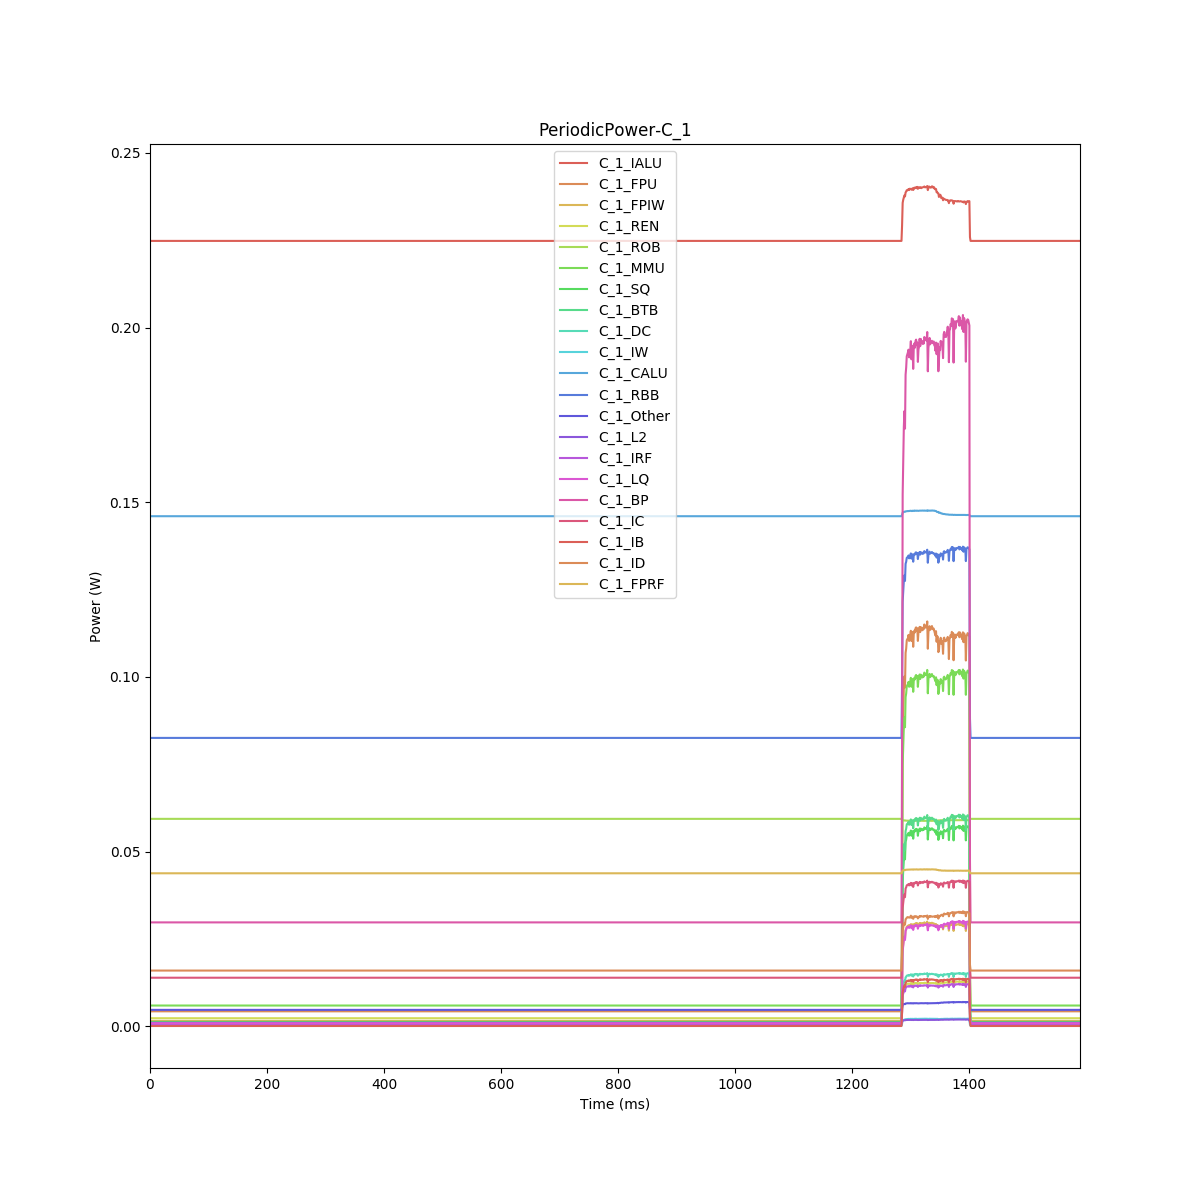 PeriodicPower-C_1
0.25
0.20
0.15
0.10
0.05
0.00
Power (W)
C_1_IALU
C_1_FPU
C_1_FPIW
C_1_REN
C_1_ROB
C_1_MMU
C_1_SQ
C_1_BTB
C_1_DC
C_1_IW
C_1_CALU
C_1_RBB
C_1_Other
C_1_L2
C_1_IRF
C_1_LQ
C_1_BP
C_1_IC
C_1_IB
C_1_ID
C_1_FPRF
0 200 400 600 800 1000 1200 1400
Time (ms)